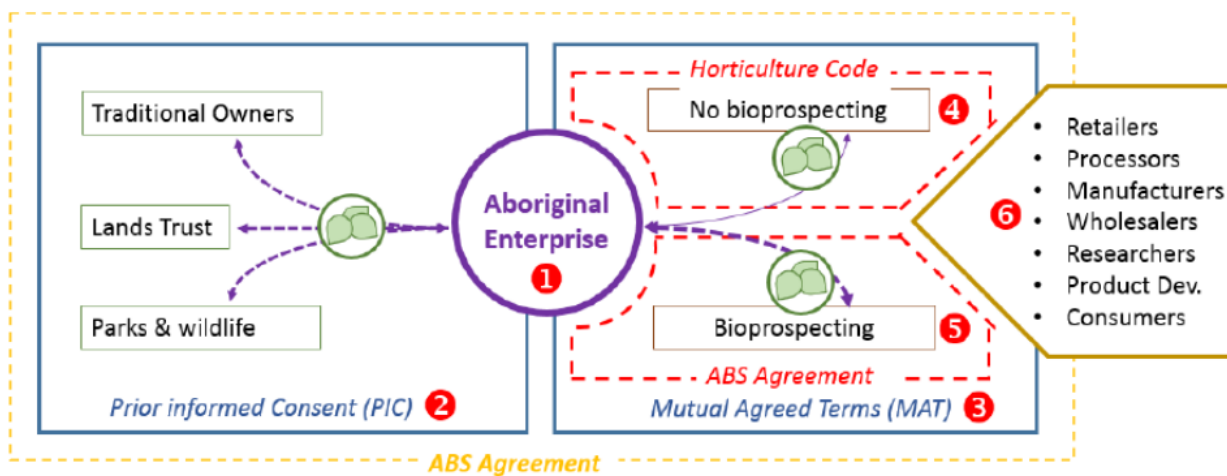 Traditional Owners
Lands Trust
Parks & wildlife
Prior informed Consent (PIC) 2
Aboriginal
Enterprise
1
Horticulture Code
No bioprospecting 4
Bioprospecting 5
ABS Agreement
Mutual Agreed Terms (MAT) 3
6
• Retailers
• Processors
• Manufacturers
• Wholesalers
• Researchers
• Product Dev.
• Consumers
ABS Agreement